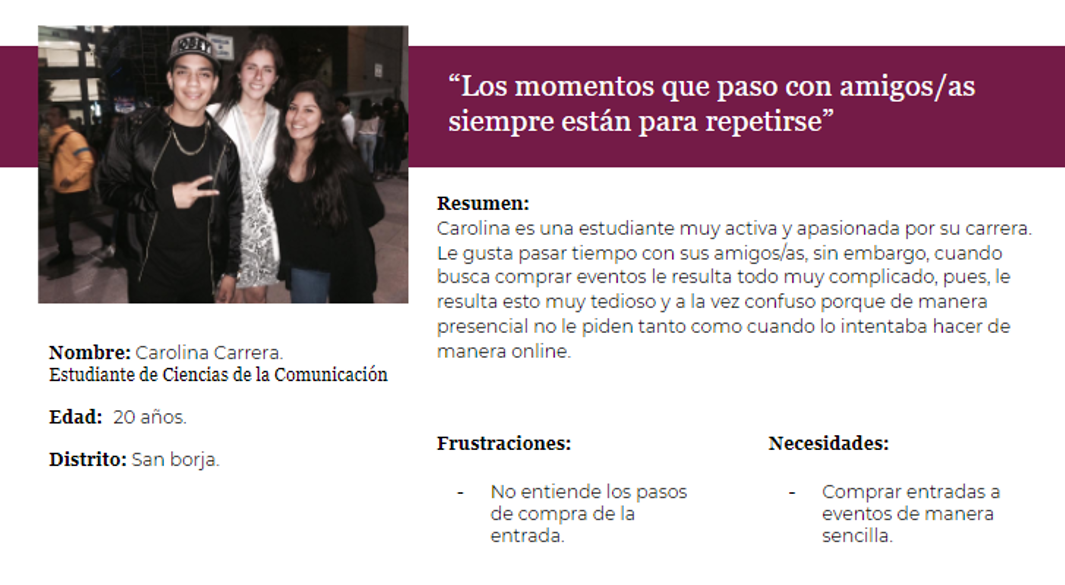 OBEY
“Los momentos que paso con amigos/as
siempre están para repetirse”
Resumen:
Carolina es una estudiante muy activa y apasionada por su carrera.
Le gusta pasar tiempo con sus amigos/as, sin embargo, cuando
busca comprar eventos le resulta todo muy complicado, pues, le
resulta esto muy tedioso y a la vez confuso porque de manera
presencial no le piden tanto como cuando lo intentaba hacer de
manera online.
Nombre: Carolina Carrera.
Estudiante de Ciencias de la Comunicación
Edad: 20 años.
Distrito: San borja.
Frustraciones:
- No entiende los pasos
de compra de la
entrada.
Necesidades:
- Comprar entradas a
eventos de manera
sencilla.